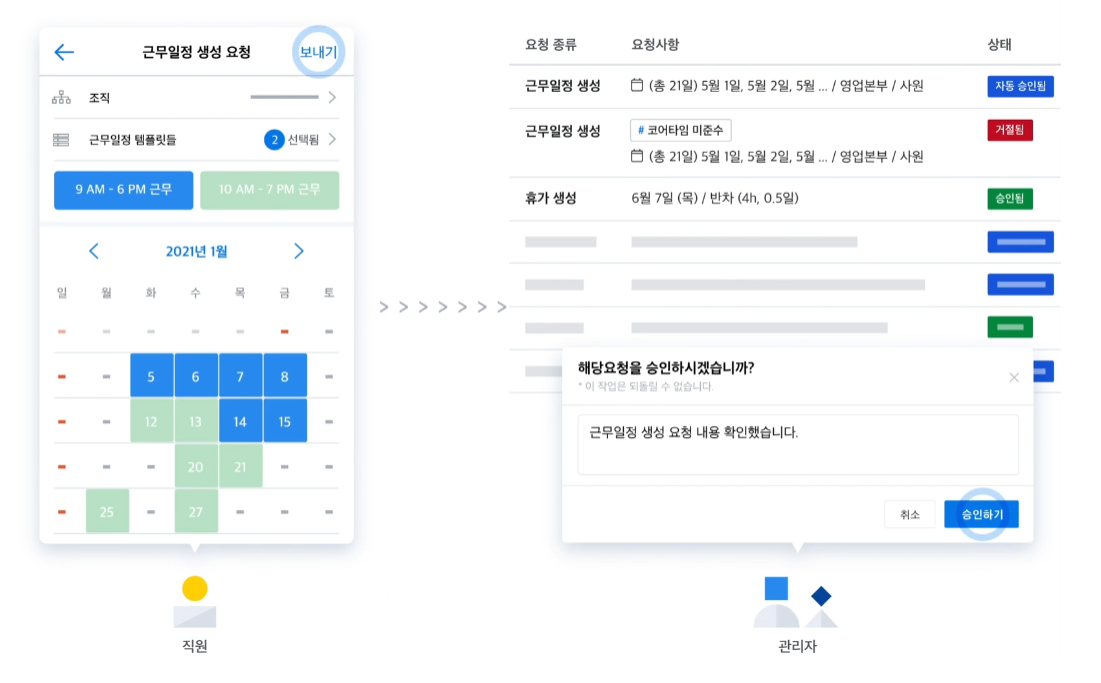 근무일정 생성 요청
보내기
조직
근무일정 템플릿들
2 선택됨
9 AM - 6 PM 근무
10 AM - 7 PM 근무
2021년 1월
일 월 화 수 목 금 토
5 6 7 8
12 13 14 15
20 21
25 27
직원
요청 종류 요청사항 상태
근무일정 생성 (총 21일) 5월 1일, 5월 2일, 5월 ... / 영업본부 / 사원 자동 승인됨
근무일정 생성 # 코어타임 미준수 거절됨
(총 21일) 5월 1일, 5월 2일, 5월 ... / 영업본부 / 사원
휴가 생성 6월 7일 (목) / 반차 (4h, 0.5일) 승인됨
해당요청을 승인하시겠습니까?
* 이 작업은 되돌릴 수 없습니다.
근무일정 생성 요청 내용 확인했습니다.
취소 승인하기
관리자